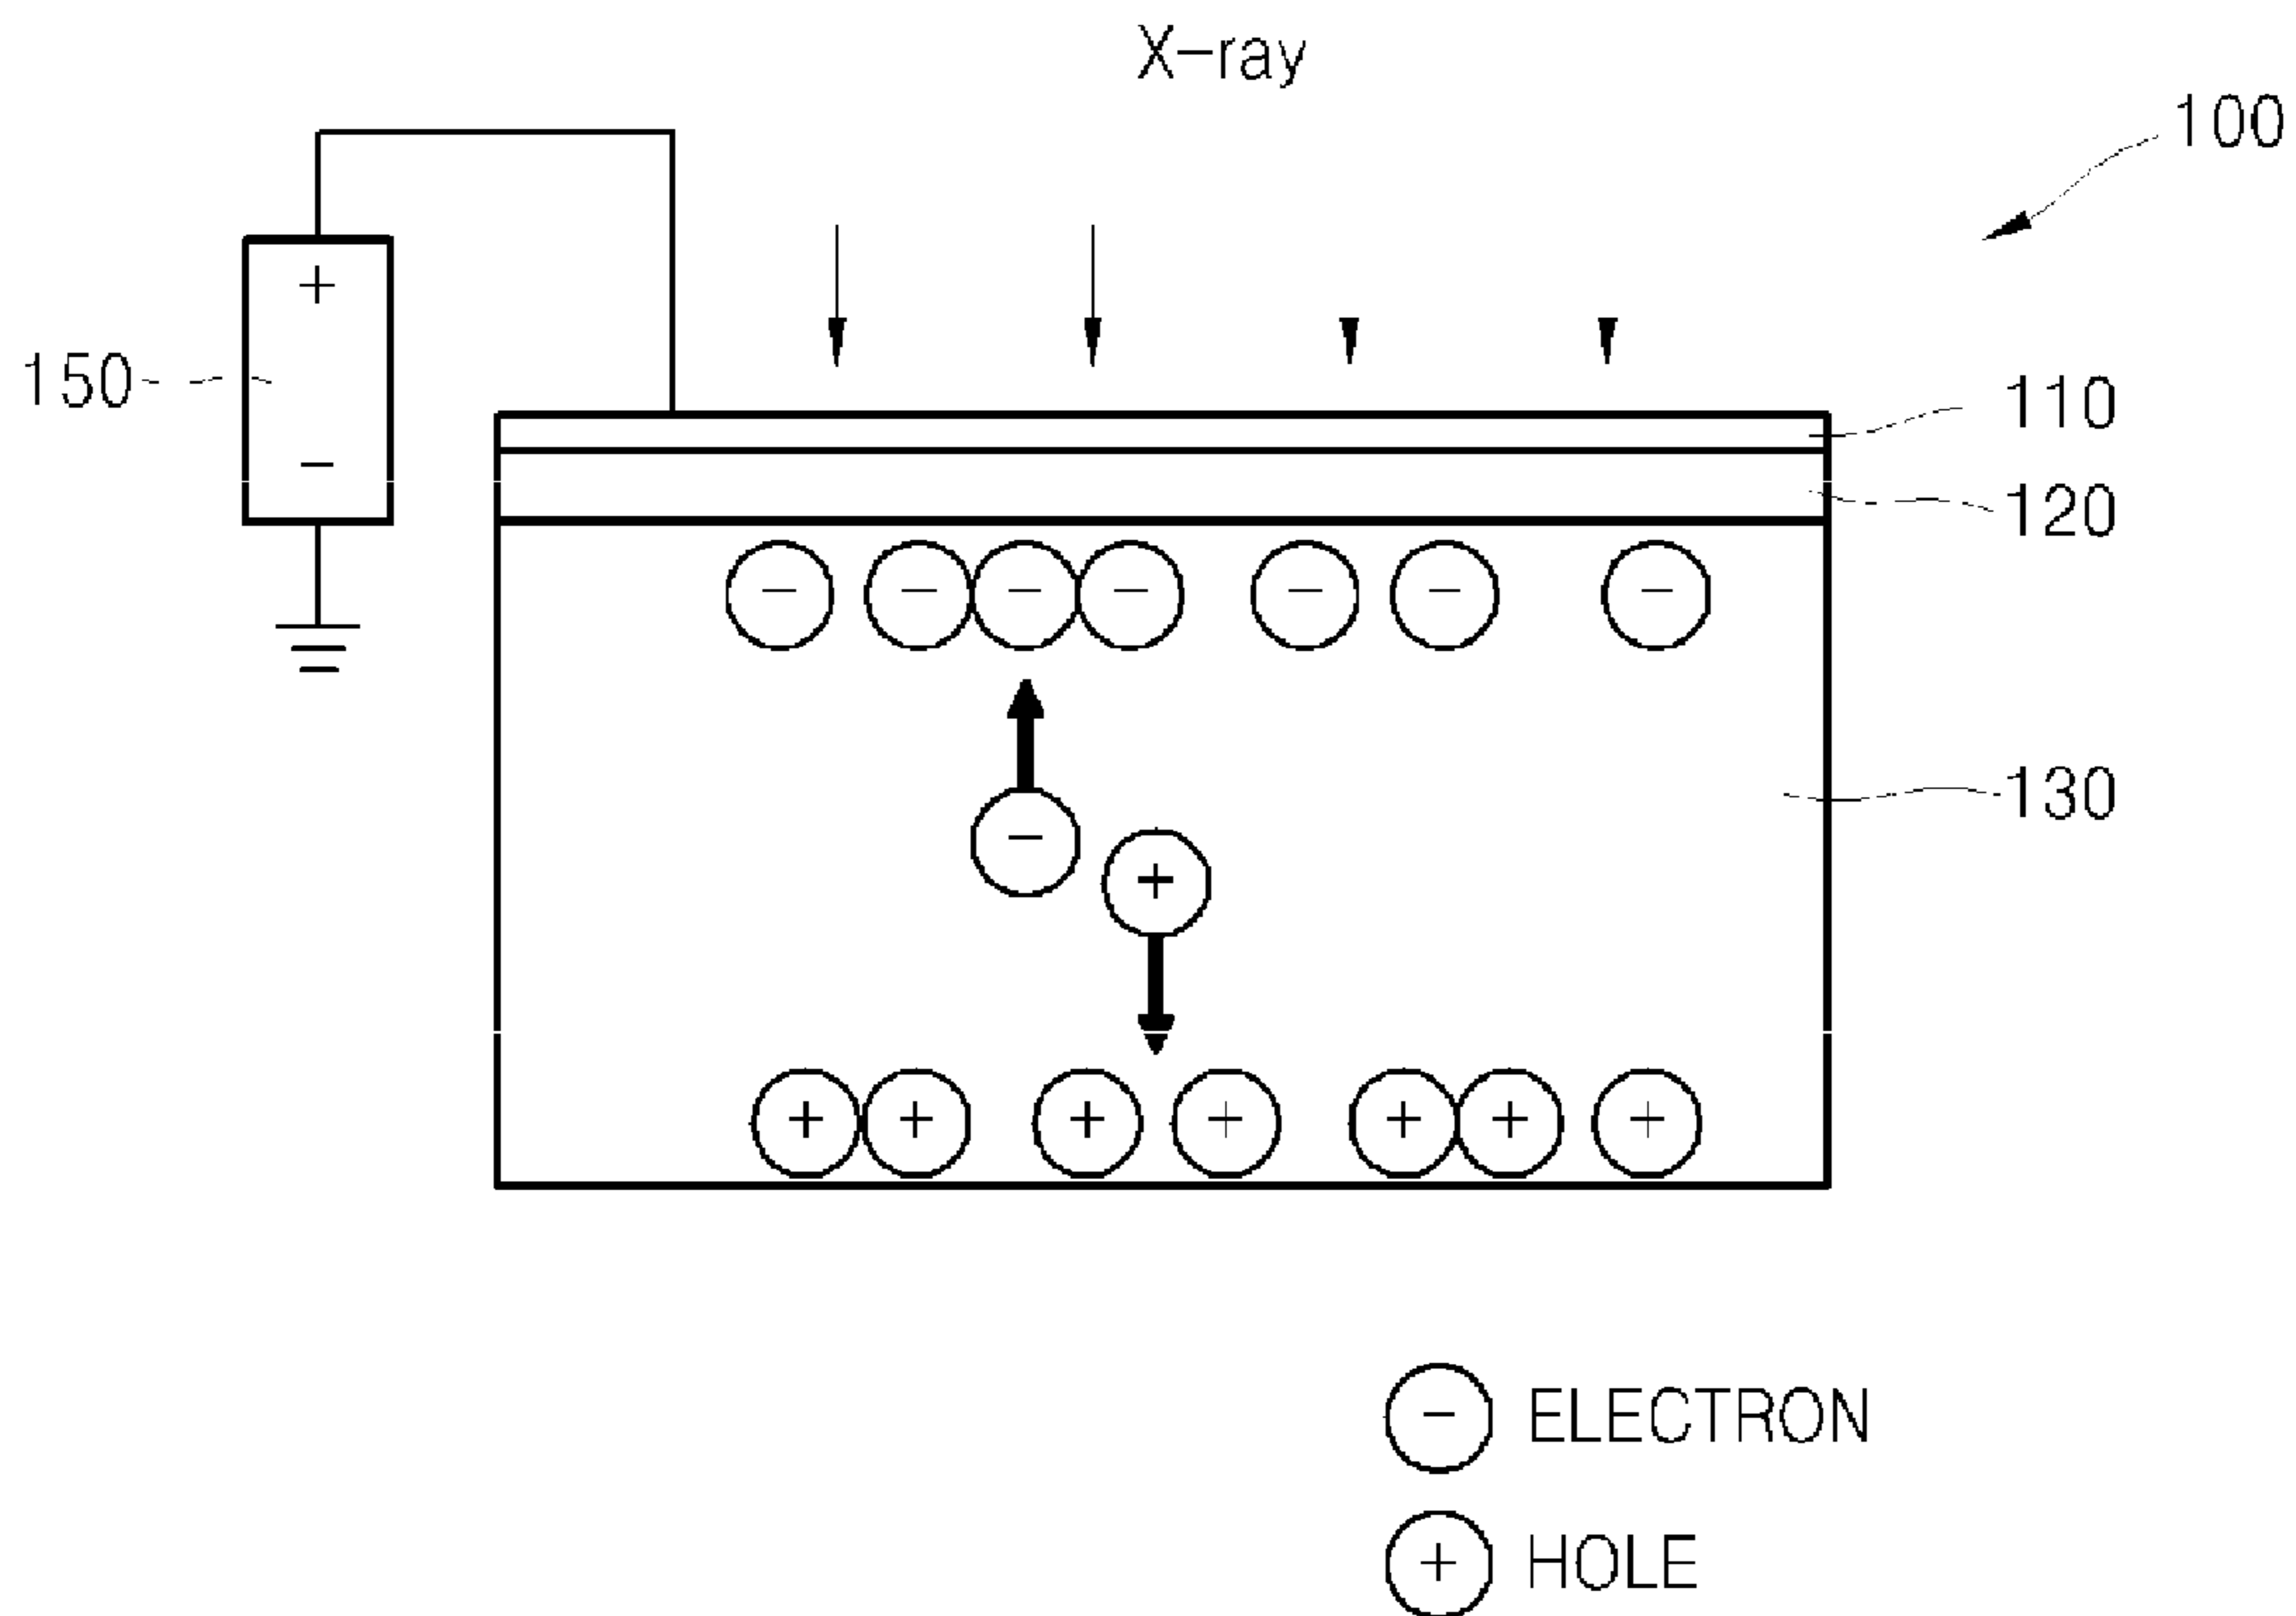 X-ray
100
+
150
110
-
120
- - - - - - -
130
-
+
+ + + + + + +
- ELECTRON
+ HOLE